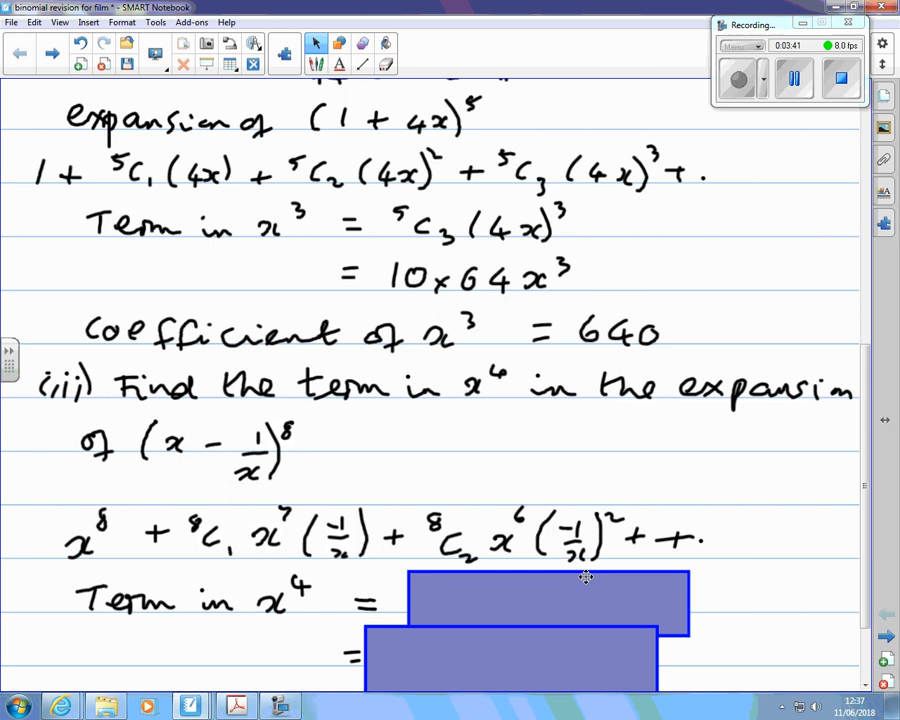 binomial revision for film * - SMART Notebook
File Edit View Insert Format Tools Add-ons Help
Recording...
Menu 0:03:41 8.0 fps
expansion of (1 + 4x)⁵
1 + ⁵C₁(4x) + ⁵C₂(4x)² + ⁵C₃(4x)³ + .
Term in x³ = ⁵C₃(4x)³
= 10 × 64x³
coefficient of x³ = 640
(iii) Find the term in x⁴ in the expansion
of (x - 1/x)⁸
x⁸ + ⁸C₁ x⁷(-1/x) + ⁸C₂ x⁶(-1/x)² + + .
Term in x⁴ =
=
12:37
11/06/2018